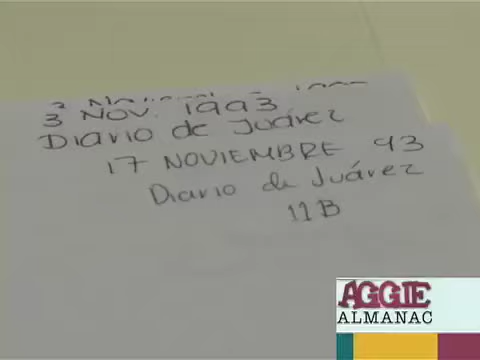 3 NOV. 1993
Diario de Juárez
17 NOVIEMBRE 93
Diario de Juárez
11B
AGGIE
ALMANAC